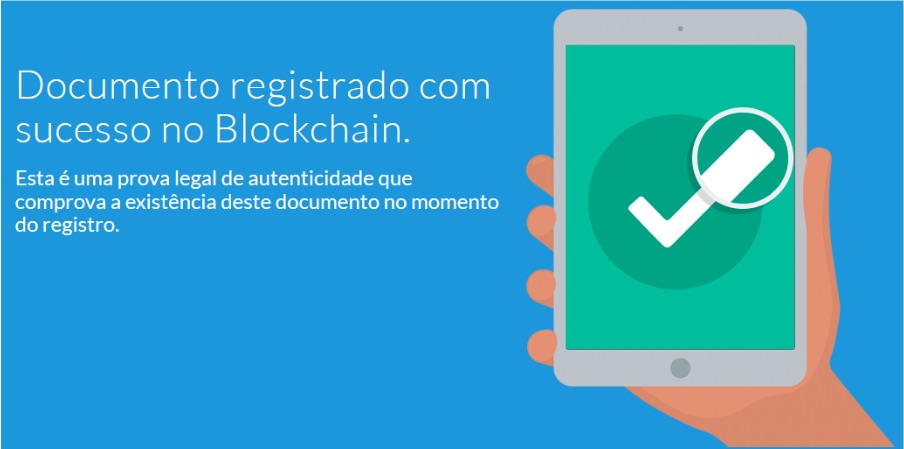 Documento registrado com
sucesso no Blockchain.
Esta é uma prova legal de autenticidade que
comprova a existência deste documento no momento
do registro.